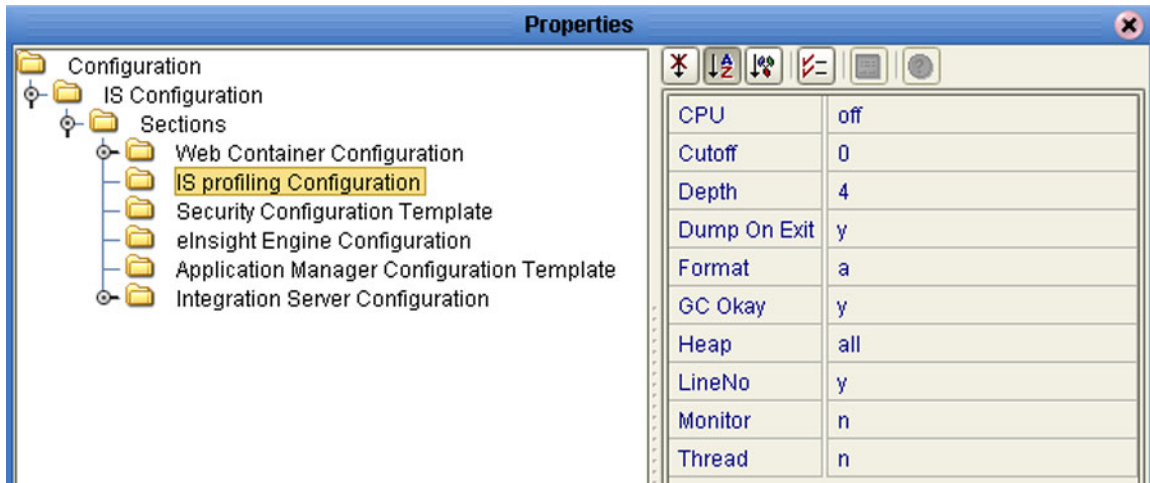 Properties
Configuration
IS Configuration
Sections
Web Container Configuration
IS profiling Configuration
Security Configuration Template
eInsight Engine Configuration
Application Manager Configuration Template
Integration Server Configuration
CPU off
Cutoff 0
Depth 4
Dump On Exit y
Format a
GC Okay y
Heap all
LineNo y
Monitor n
Thread n